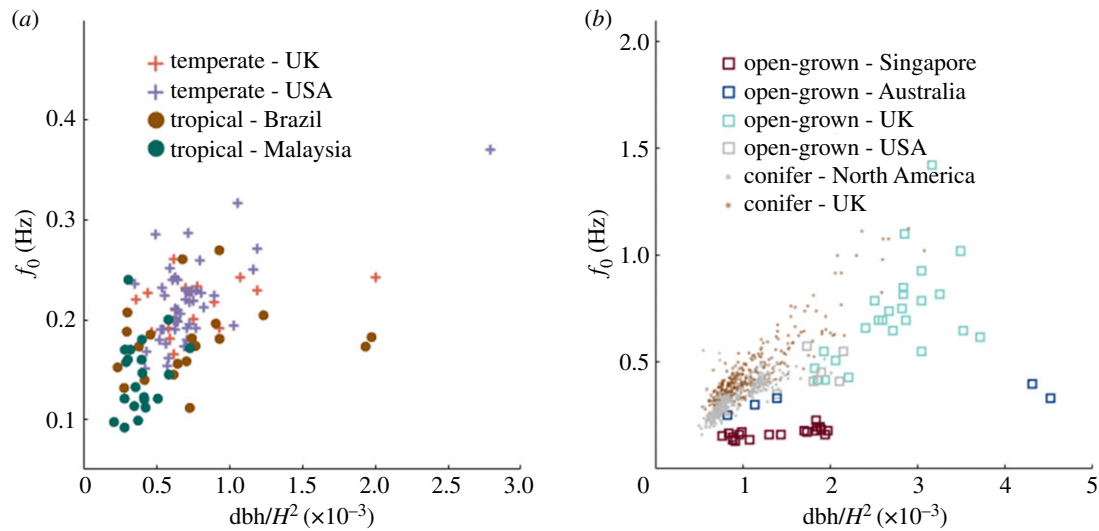 (a)
temperate - UK
temperate - USA
tropical - Brazil
tropical - Malaysia
0.4
0.3
0.2
0.1
f₀ (Hz)
0 0.5 1.0 1.5 2.0 2.5 3.0
dbh/H² (×10⁻³)
(b)
open-grown - Singapore
open-grown - Australia
open-grown - UK
open-grown - USA
conifer - North America
conifer - UK
2.0
1.5
1.0
0.5
f₀ (Hz)
0 1 2 3 4 5
dbh/H² (×10⁻³)